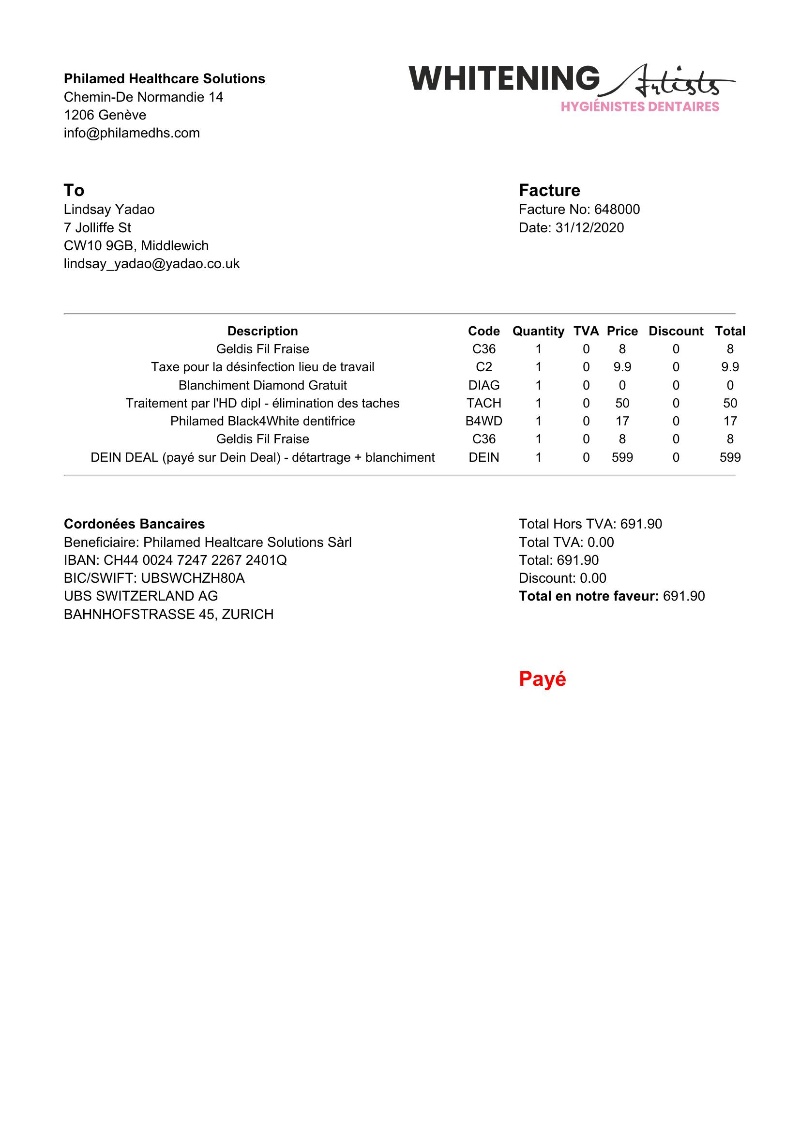 Philamed Healthcare Solutions
Chemin-De Normandie 14
1206 Genève
info@philamedhs.com
WHITENING Artists
HYGIÉNISTES DENTAIRES
To
Lindsay Yadao
7 Jolliffe St
CW10 9GB, Middlewich
lindsay_yadao@yadao.co.uk
Facture
Facture No: 648000
Date: 31/12/2020
Description Code Quantity TVA Price Discount Total
Geldis Fil Fraise C36 1 0 8 0 8
Taxe pour la désinfection lieu de travail C2 1 0 9.9 0 9.9
Blanchiment Diamond Gratuit DIAG 1 0 0 0 0
Traitement par l'HD dipl - élimination des taches TACH 1 0 50 0 50
Philamed Black4White dentifrice B4WD 1 0 17 0 17
Geldis Fil Fraise C36 1 0 8 0 8
DEIN DEAL (payé sur Dein Deal) - détartrage + blanchiment DEIN 1 0 599 0 599
Cordonées Bancaires
Beneficiaire: Philamed Healtcare Solutions Sàrl
IBAN: CH44 0024 7247 2267 2401Q
BIC/SWIFT: UBSWCHZH80A
UBS SWITZERLAND AG
BAHNHOFSTRASSE 45, ZURICH
Total Hors TVA: 691.90
Total TVA: 0.00
Total: 691.90
Discount: 0.00
Total en notre faveur: 691.90
Payé